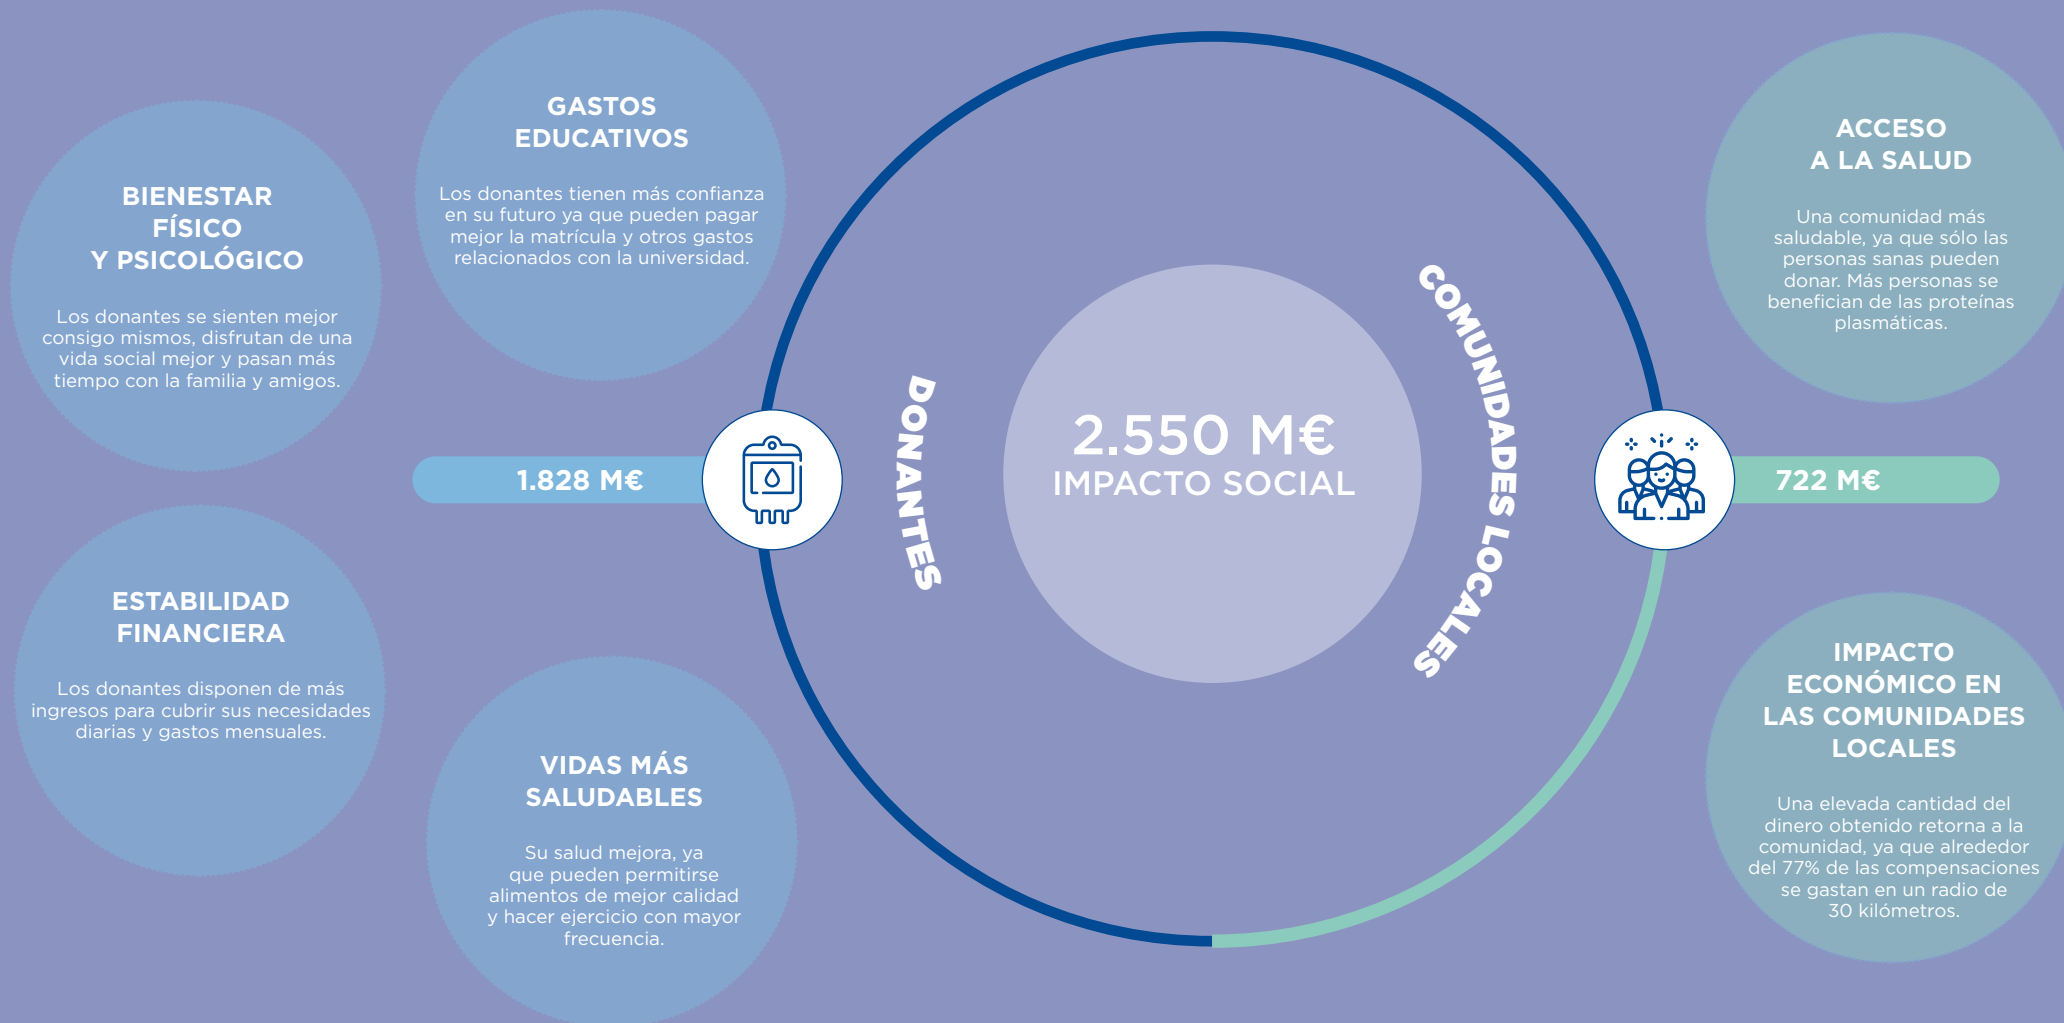 BIENESTAR
FÍSICO
Y PSICOLÓGICO
Los donantes se sienten mejor
consigo mismos, disfrutan de una
vida social mejor y pasan más
tiempo con la familia y amigos.
GASTOS
EDUCATIVOS
Los donantes tienen más confianza
en su futuro ya que pueden pagar
mejor la matrícula y otros gastos
relacionados con la universidad.
1.828 M€
ESTABILIDAD
FINANCIERA
Los donantes disponen de más
ingresos para cubrir sus necesidades
diarias y gastos mensuales.
VIDAS MÁS
SALUDABLES
Su salud mejora, ya
que pueden permitirse
alimentos de mejor calidad
y hacer ejercicio con mayor
frecuencia.
DONANTES
2.550 M€
IMPACTO SOCIAL
COMUNIDADES LOCALES
722 M€
ACCESO
A LA SALUD
Una comunidad más
saludable, ya que sólo las
personas sanas pueden
donar. Más personas se
benefician de las proteínas
plasmáticas.
IMPACTO
ECONÓMICO EN
LAS COMUNIDADES
LOCALES
Una elevada cantidad del
dinero obtenido retorna a la
comunidad, ya que alrededor
del 77% de las compensaciones
se gastan en un radio de
30 kilómetros.